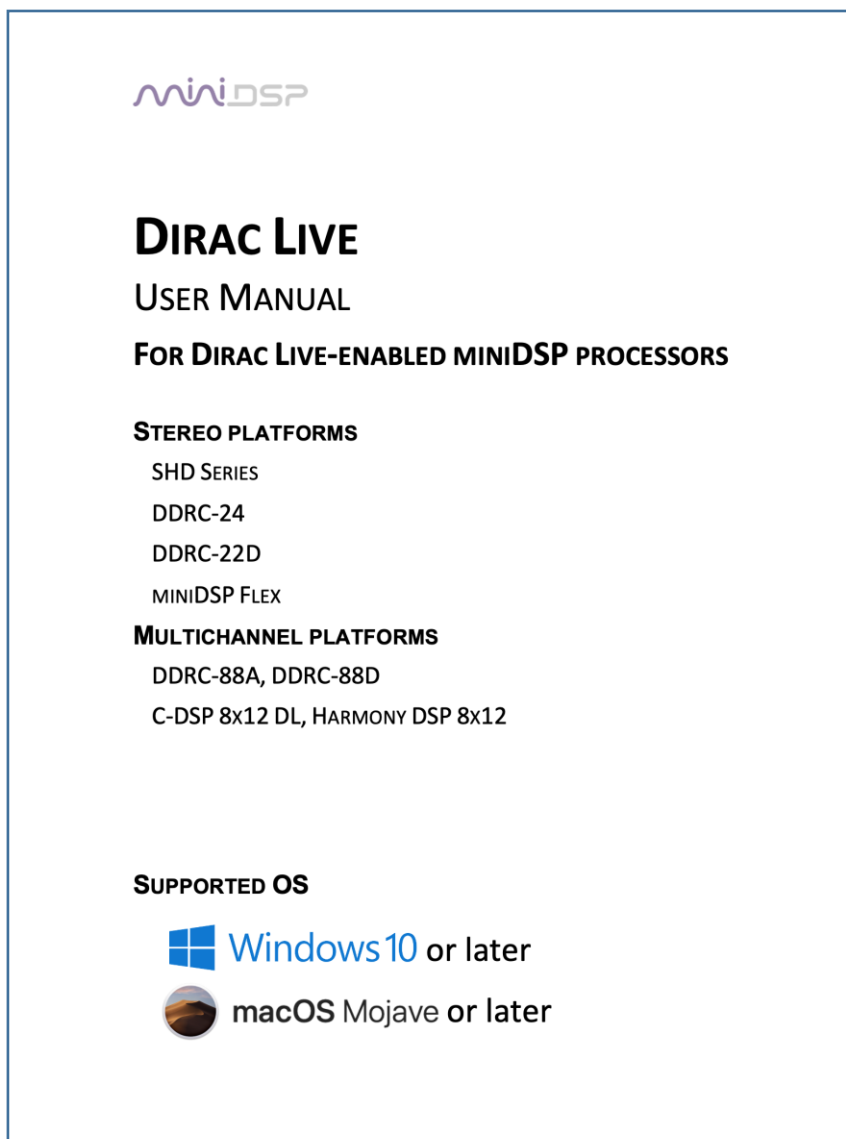 miniDSP
DIRAC LIVE
USER MANUAL
FOR DIRAC LIVE-ENABLED MINIDSP PROCESSORS
STEREO PLATFORMS
SHD SERIES
DDRC-24
DDRC-22D
MINIDSP FLEX
MULTICHANNEL PLATFORMS
DDRC-88A, DDRC-88D
C-DSP 8X12 DL, HARMONY DSP 8X12
SUPPORTED OS
Windows 10 or later
macOS Mojave or later